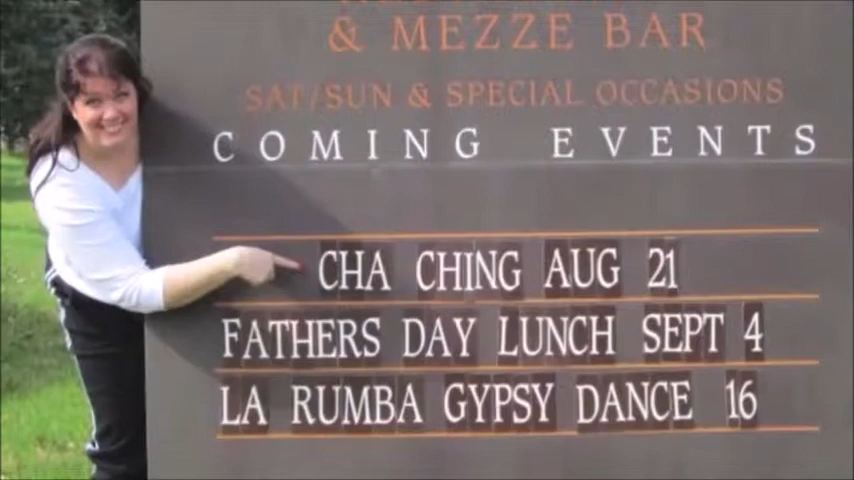 & MEZZE BAR
SAT/SUN & SPECIAL OCCASIONS
COMING EVENTS
CHA CHING AUG 21
FATHERS DAY LUNCH SEPT 4
LA RUMBA GYPSY DANCE 16